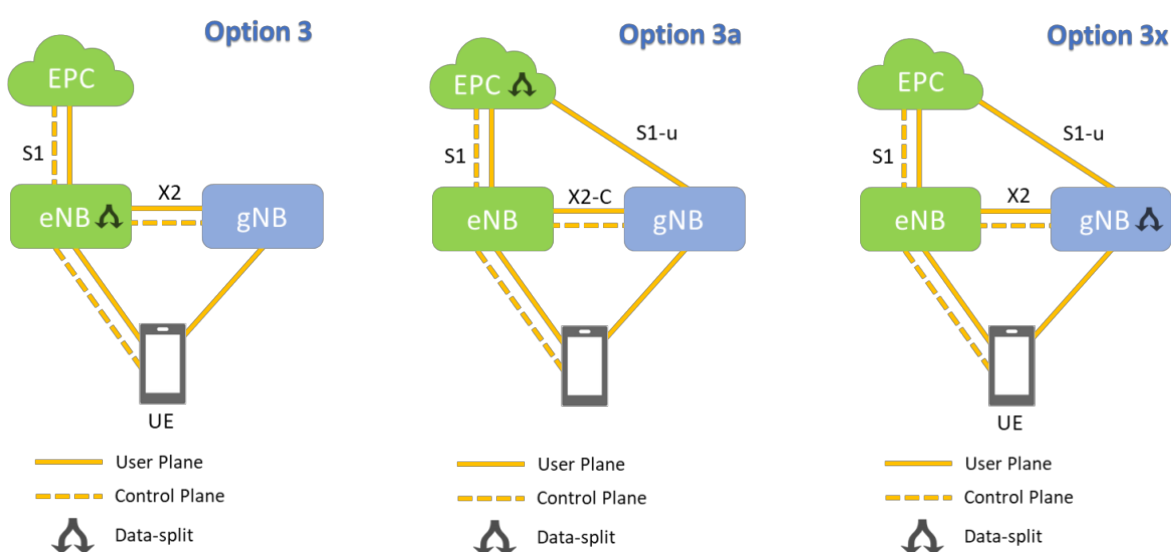 Option 3
EPC
S1
X2
eNB
gNB
UE
User Plane
Control Plane
Data-split
Option 3a
EPC
S1-u
S1
X2-C
eNB
gNB
User Plane
Control Plane
Data-split
Option 3x
EPC
S1-u
S1
X2
eNB
gNB
UE
User Plane
Control Plane
Data-split